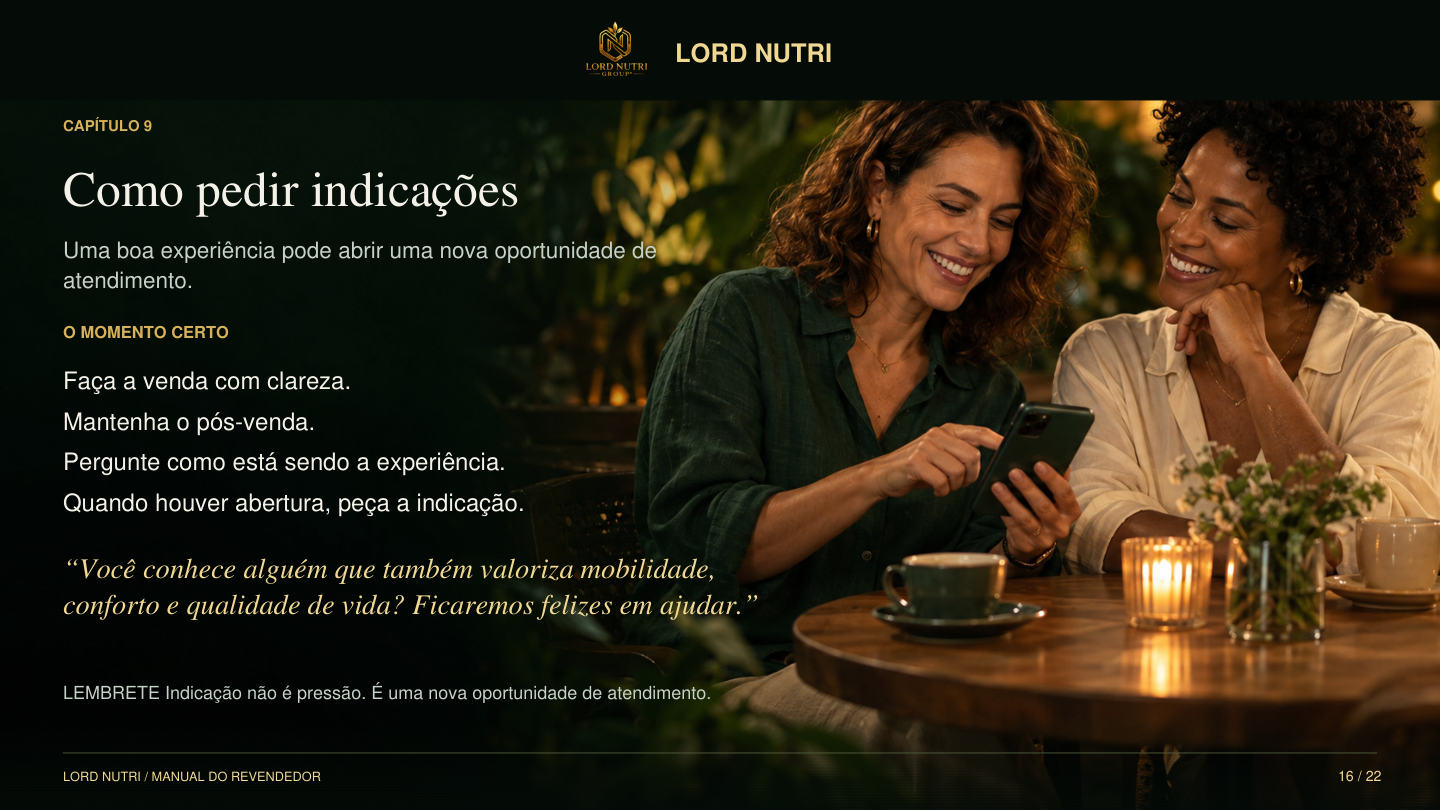 LORD NUTRI
GROUP
LORD NUTRI
CAPÍTULO 9
Como pedir indicações
Uma boa experiência pode abrir uma nova oportunidade de
atendimento.
O MOMENTO CERTO
Faça a venda com clareza.
Mantenha o pós-venda.
Pergunte como está sendo a experiência.
Quando houver abertura, peça a indicação.
“Você conhece alguém que também valoriza mobilidade,
conforto e qualidade de vida? Ficaremos felizes em ajudar.”
LEMBRETE Indicação não é pressão. É uma nova oportunidade de atendimento.
LORD NUTRI / MANUAL DO REVENDEDOR
16 / 22